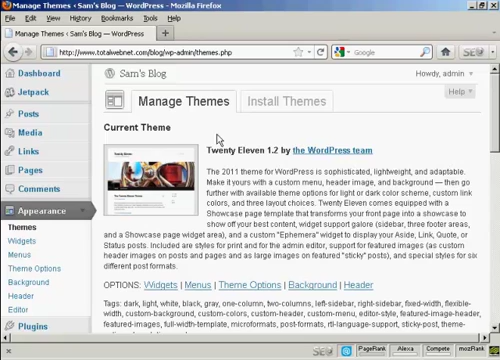 Manage Themes ‹ Sam's Blog — WordPress - Mozilla Firefox
File Edit View History Bookmarks Tools Help
Manage Themes ‹ Sam's Blog — WordPress
http://www.totalwebnet.com/blog/wp-admin/themes.php
Google
Sam's Blog
Howdy, admin
Help
Dashboard
Jetpack
Posts
Media
Links
Pages
Comments
Appearance
Themes
Widgets
Menus
Theme Options
Background
Header
Editor
Plugins
Manage Themes
Install Themes
Current Theme
Twenty Eleven 1.2 by the WordPress team
The 2011 theme for WordPress is sophisticated, lightweight, and adaptable.
Make it yours with a custom menu, header image, and background — then go
further with available theme options for light or dark color scheme, custom link
colors, and three layout choices. Twenty Eleven comes equipped with a
Showcase page template that transforms your front page into a showcase to
show off your best content, widget support galore (sidebar, three footer areas,
and a Showcase page widget area), and a custom "Ephemera" widget to display your Aside, Link, Quote, or
Status posts. Included are styles for print and for the admin editor, support for featured images (as custom
header images on posts and pages and as large images on featured "sticky" posts), and special styles for six
different post formats.
OPTIONS: Widgets | Menus | Theme Options | Background | Header
Tags: dark, light, white, black, gray, one-column, two-columns, left-sidebar, right-sidebar, fixed-width, flexible-
width, custom-background, custom-colors, custom-header, custom-menu, editor-style, featured-image-header,
featured-images, full-width-template, microformats, post-formats, rtl-language-support, sticky-post, theme-
PageRank
Alexa
Compete
mozRank